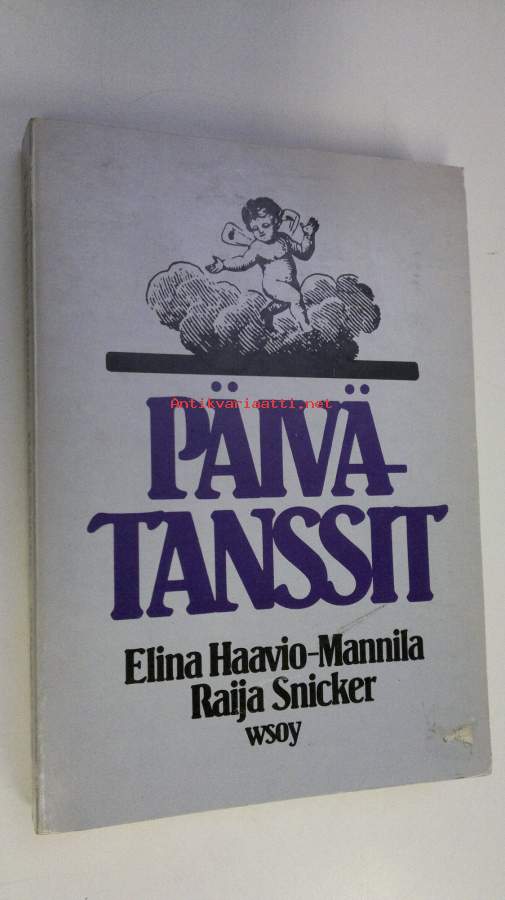 PÄIVÄ-
Antikvariaatti.net
TANSSIT
Elina Haavio-Mannila
Raija Snicker
wsoy